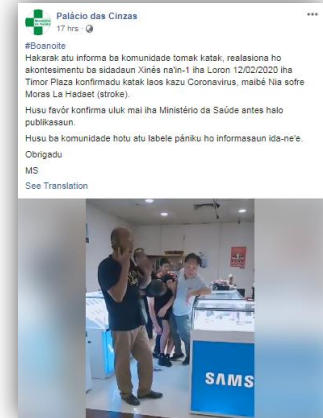 Palácio das Cinzas
17 hrs ·
#Boanoite
Hakarak atu informa ba komunidade tomak katak, realasiona ho
akontesimentu ba sidadaun Xinés na'in-1 iha Loron 12/02/2020 iha
Timor Plaza konfirmadu katak laos kazu Coronavirus, maibé Nia sofre
Moras La Hadaet (stroke).
Husu favór konfirma uluk mai iha Ministério da Saúde antes halo
publikasaun.
Husu ba komunidade hotu atu labele pániku ho informasaun ida-ne'e.
Obrigadu
MS
See Translation
SAMS